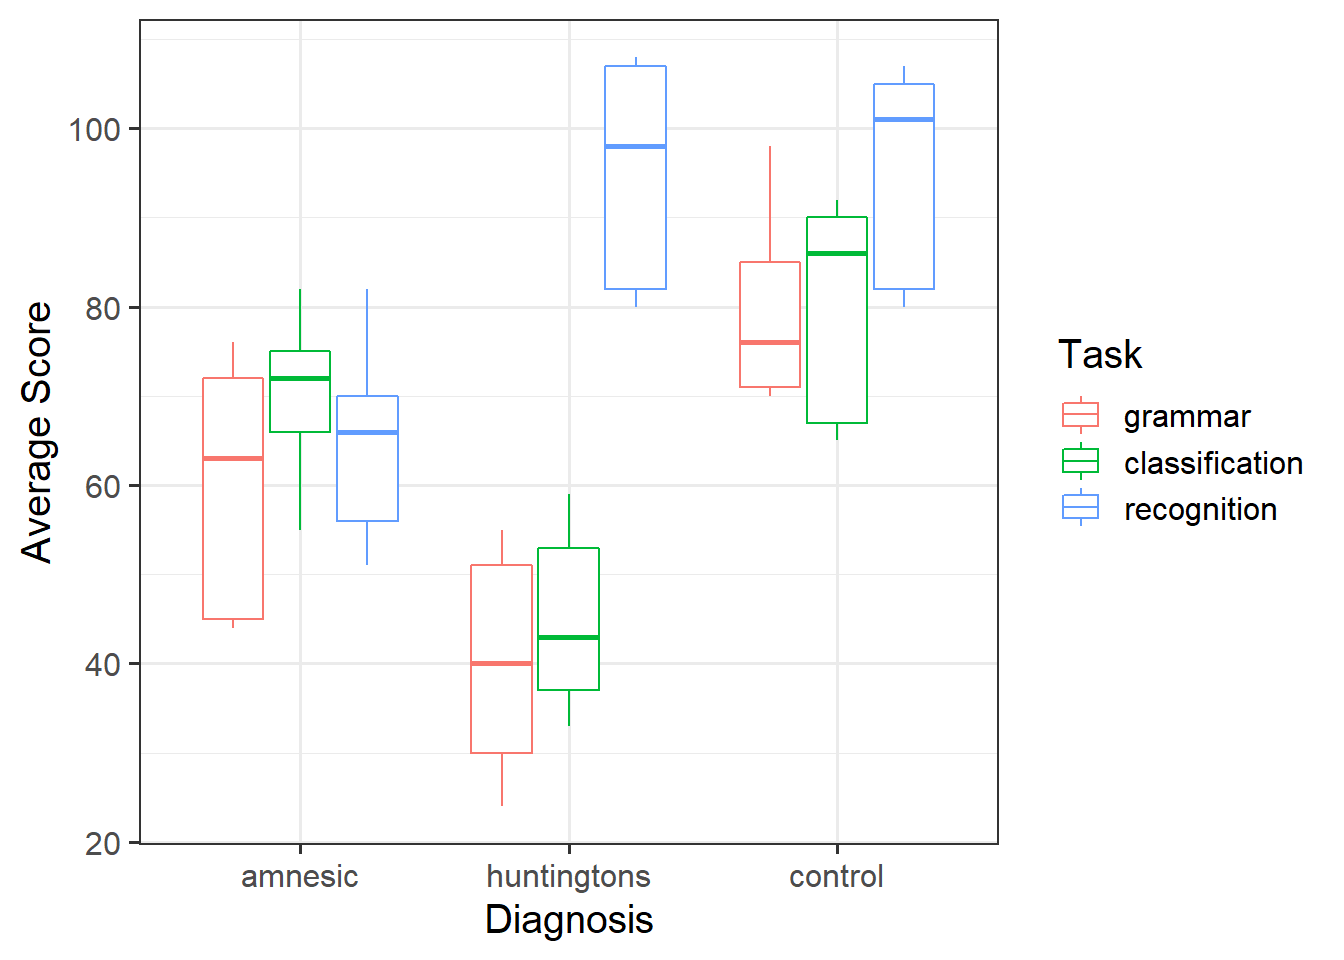 Average Score
100
80
60
40
20
amnesic
huntingtons
control
Diagnosis
Task
grammar
classification
recognition